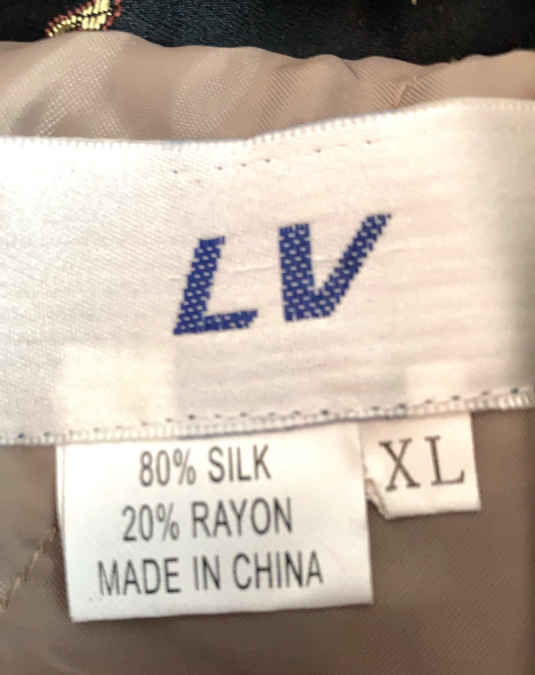 LV
80% SILK
20% RAYON
MADE IN CHINA
XL